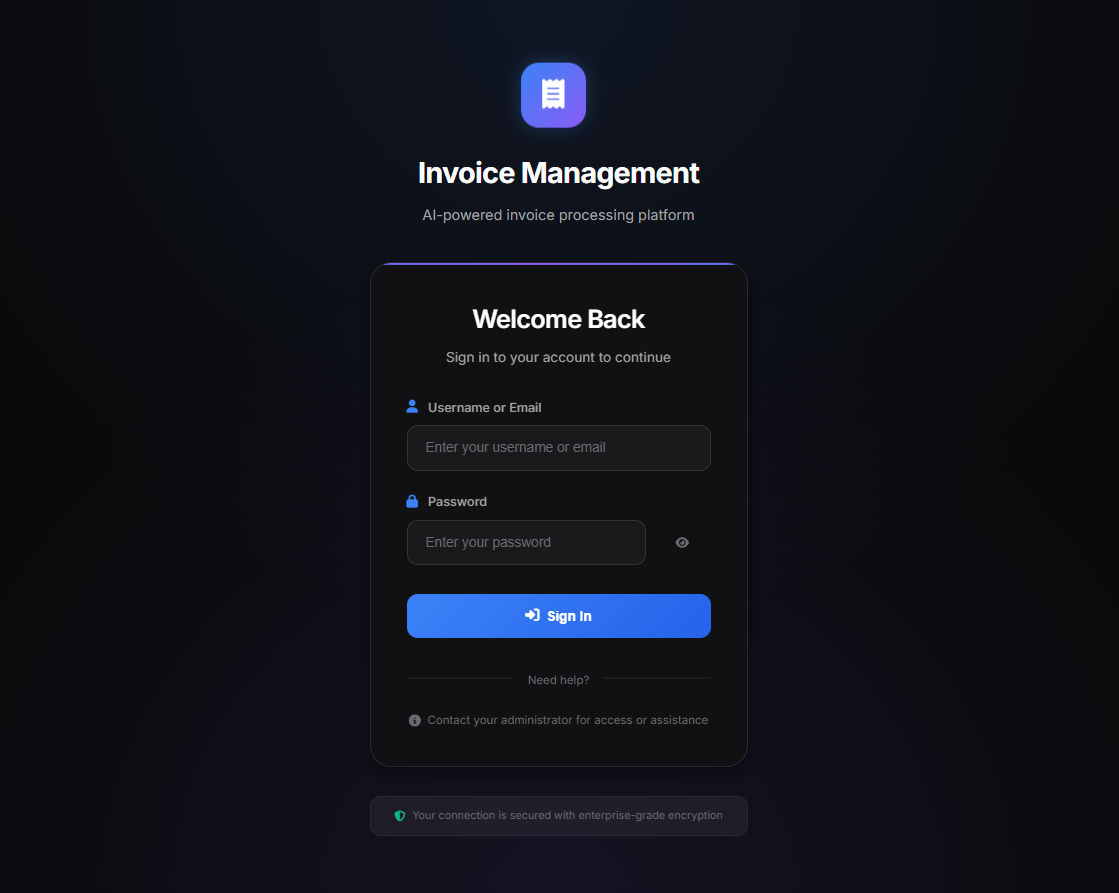 Invoice Management
AI-powered invoice processing platform
Welcome Back
Sign in to your account to continue
Username or Email
Enter your username or email
Password
Enter your password
Sign In
Need help?
Contact your administrator for access or assistance
Your connection is secured with enterprise-grade encryption